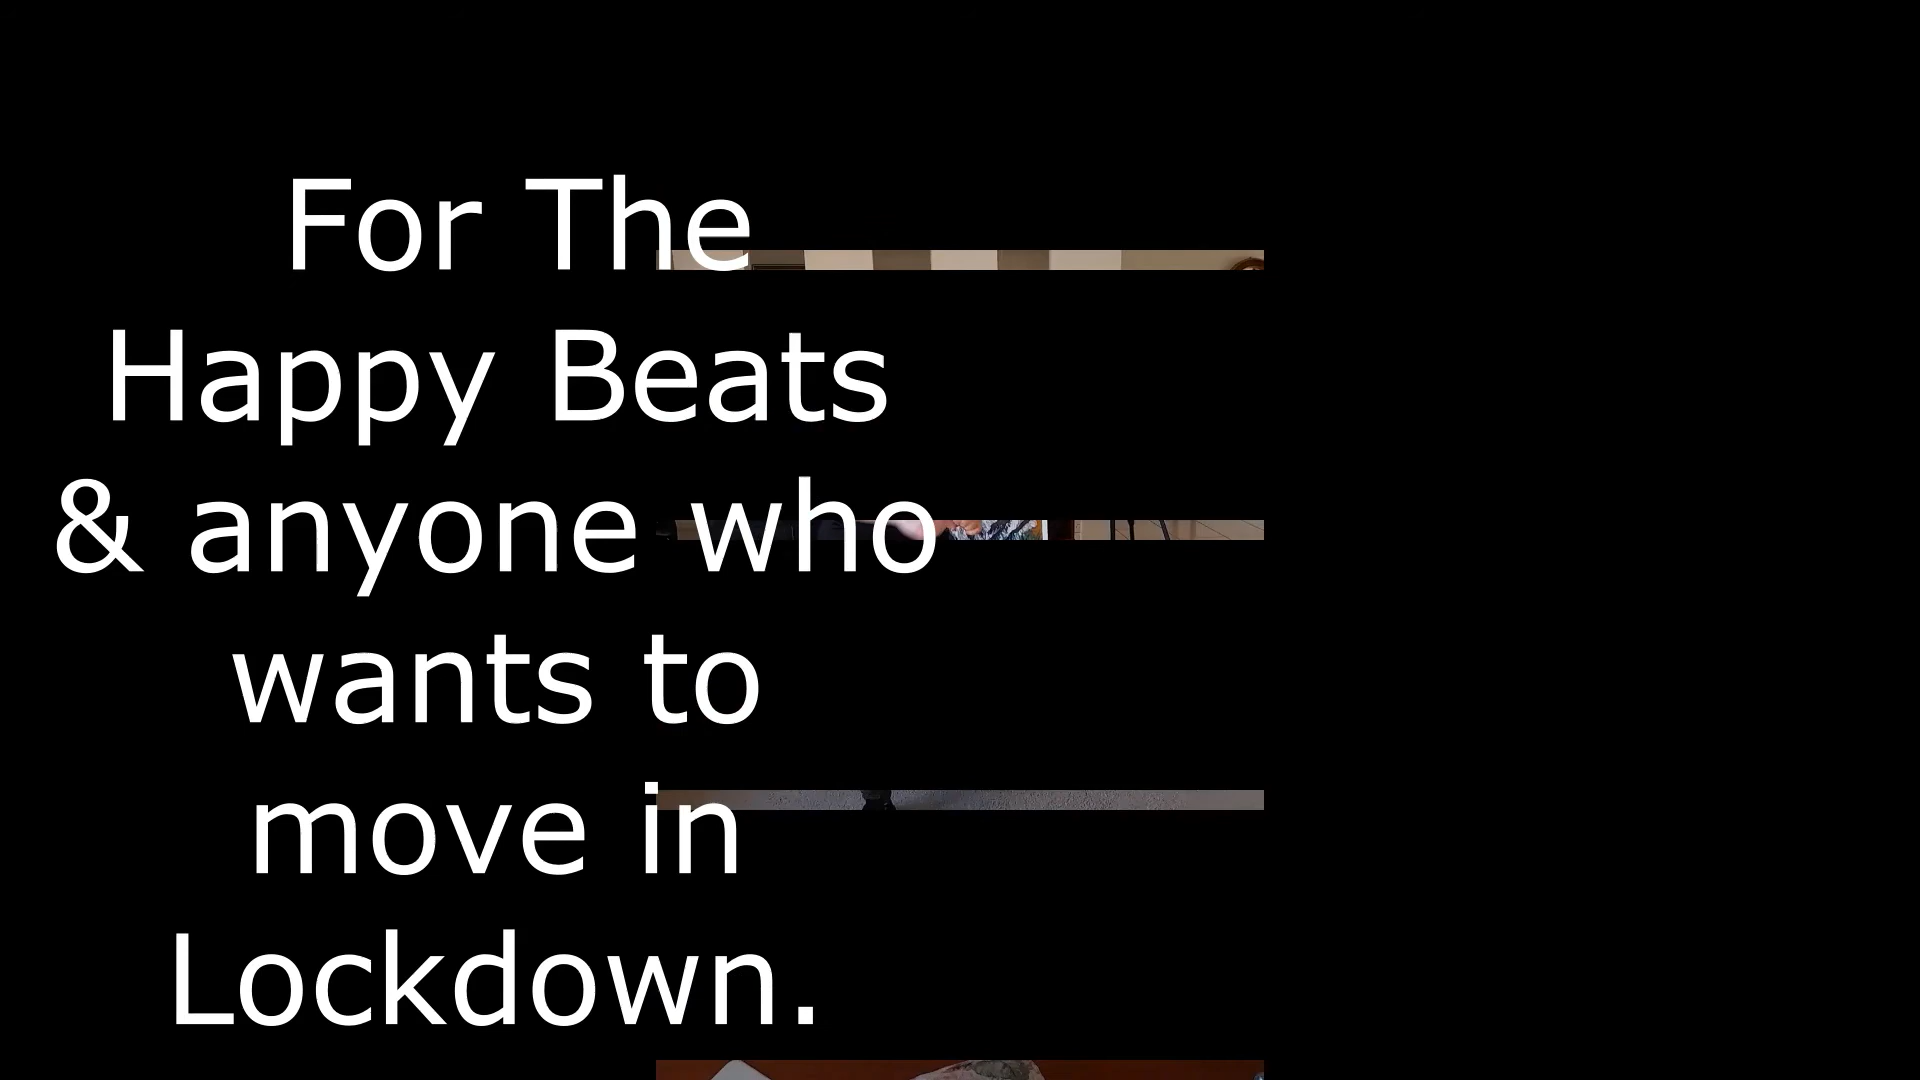 For The
Happy Beats
& anyone who
wants to
move in
Lockdown.